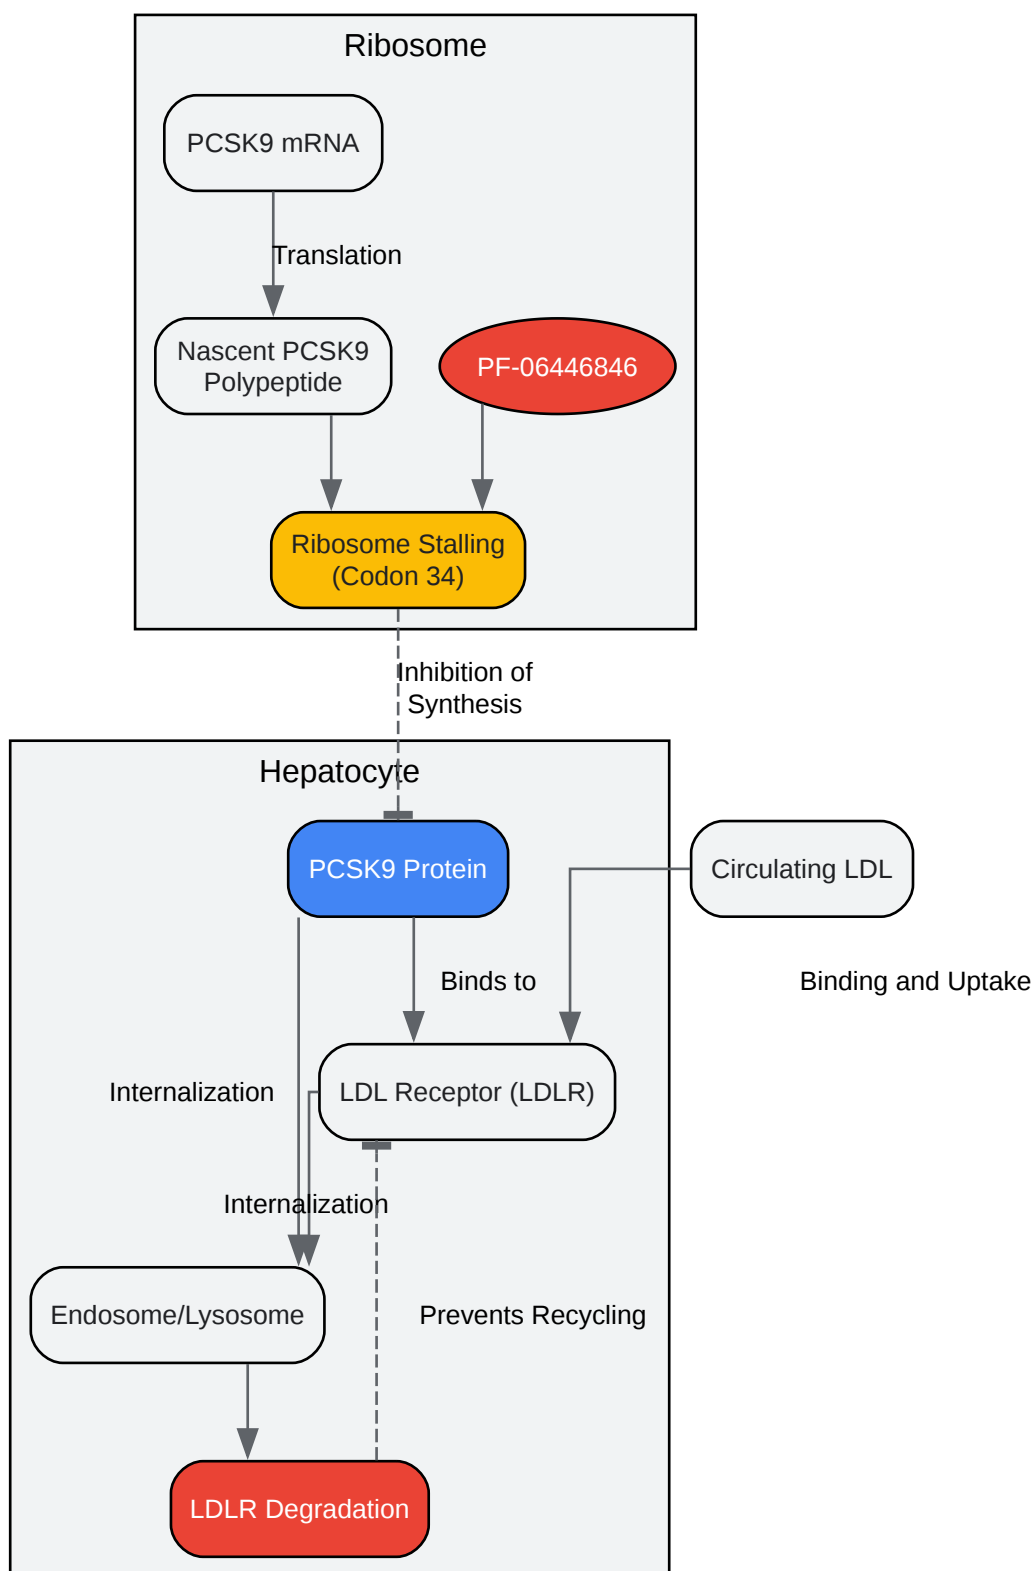 Ribosome
PCSK9 mRNA
Translation
Nascent PCSK9
Polypeptide
PF-06446846
Ribosome Stalling
(Codon 34)
Inhibition of
Synthesis
Hepatocyte
PCSK9 Protein
Circulating LDL
Binds to
Binding and Uptake
Internalization
LDL Receptor (LDLR)
Internalization
Endosome/Lysosome
Prevents Recycling
LDLR Degradation